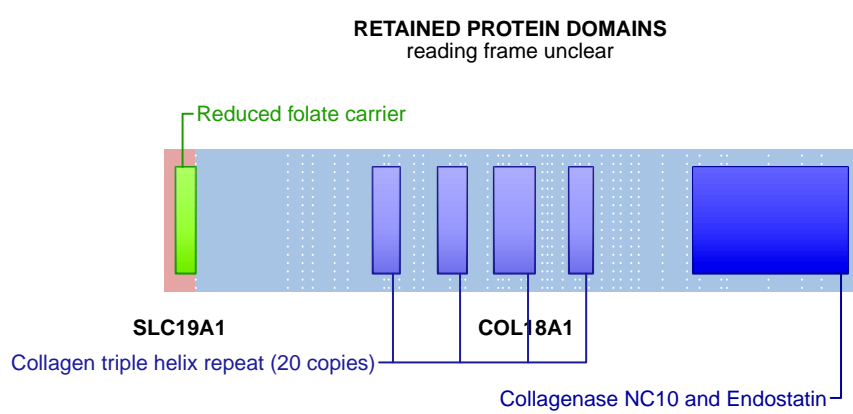 RETAINED PROTEIN DOMAINS
reading frame unclear
Reduced folate carrier
SLC19A1
COL18A1
Collagen triple helix repeat (20 copies)
Collagenase NC10 and Endostatin